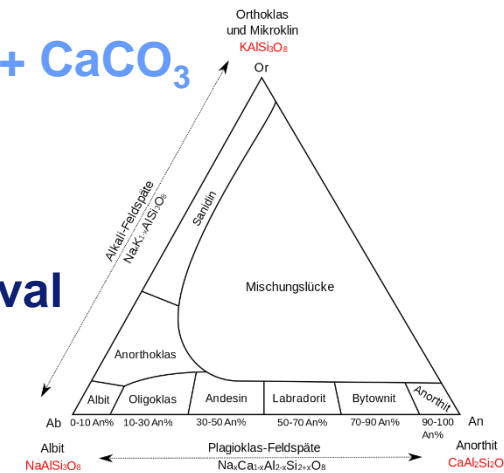 Orthoklas
und Mikroklin
KAlSi₃O₈
Or
+ CaCO₃
Alkali-Feldspäte
NaₓK₁₋ₓAlSi₃O₈
Sanidin
val
Mischungslücke
Anorthoklas
Albit
Oligoklas
Andesin
Labradorit
Bytownit
Anorthit
Ab
0-10 An%
10-30 An%
30-50 An%
50-70 An%
70-90 An%
90-100
An%
An
Albit
NaAlSi₃O₈
Plagioklas-Feldspäte
NaₓCa₁₋ₓAl₂₋ₓSi₂₊ₓO₈
Anorthit
CaAl₂Si₂O